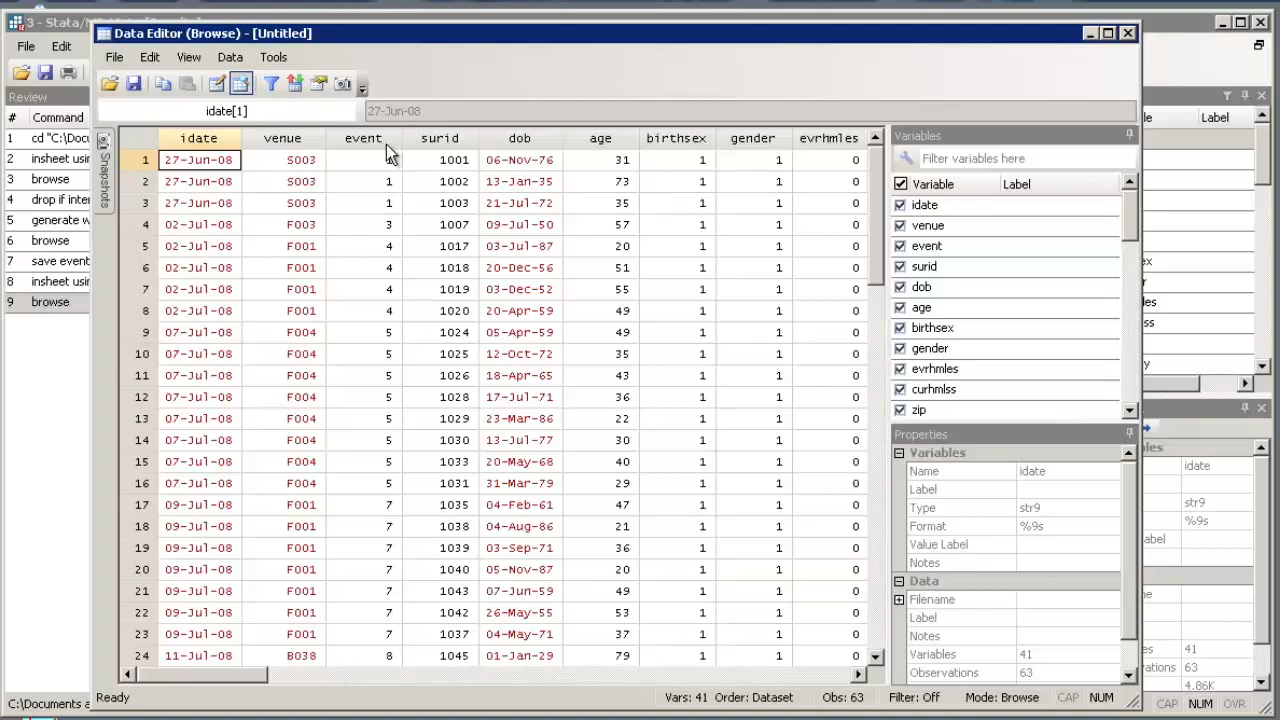 3 - Stata/M
Data Editor (Browse) - [Untitled]
File Edit
File Edit View Data Tools
idate[1] 27-Jun-08
Review
# Command
1 cd "C:\Docu
2 insheet usin
3 browse
4 drop if inter
5 generate w
6 browse
7 save event
8 insheet usin
9 browse
Snapshots
idate venue event surid dob age birthsex gender evrhmles
1 27-Jun-08 S003 1001 06-Nov-76 31 1 1 0
2 27-Jun-08 S003 1 1002 13-Jan-35 73 1 1 0
3 27-Jun-08 S003 1 1003 21-Jul-72 35 1 1 0
4 02-Jul-08 F003 3 1007 09-Jul-50 57 1 1 0
5 02-Jul-08 F001 4 1017 03-Jul-87 20 1 1 0
6 02-Jul-08 F001 4 1018 20-Dec-56 51 1 1 0
7 02-Jul-08 F001 4 1019 03-Dec-52 55 1 1 0
8 02-Jul-08 F001 4 1020 20-Apr-59 49 1 1 0
9 07-Jul-08 F004 5 1024 05-Apr-59 49 1 1 0
10 07-Jul-08 F004 5 1025 12-Oct-72 35 1 1 0
11 07-Jul-08 F004 5 1026 18-Apr-65 43 1 1 0
12 07-Jul-08 F004 5 1028 17-Jul-71 36 1 1 0
13 07-Jul-08 F004 5 1029 23-Mar-86 22 1 1 0
14 07-Jul-08 F004 5 1030 13-Jul-77 30 1 1 0
15 07-Jul-08 F004 5 1033 20-May-68 40 1 1 0
16 07-Jul-08 F004 5 1031 31-Mar-79 29 1 1 0
17 09-Jul-08 F001 7 1035 04-Feb-61 47 1 1 0
18 09-Jul-08 F001 7 1038 04-Aug-86 21 1 1 0
19 09-Jul-08 F001 7 1039 03-Sep-71 36 1 1 0
20 09-Jul-08 F001 7 1040 05-Nov-87 20 1 1 0
21 09-Jul-08 F001 7 1043 07-Jun-59 49 1 1 0
22 09-Jul-08 F001 7 1042 26-May-55 53 1 1 0
23 09-Jul-08 F001 7 1037 04-May-71 37 1 1 0
24 11-Jul-08 B038 8 1045 01-Jan-29 79 1 1 0
Variables
Filter variables here
Variable Label
idate
venue
event
surid
dob
age
birthsex
gender
evrhmles
curhmlss
zip
Properties
Variables
Name idate
Label
Type str9
Format %9s
Value Label
Notes
Data
Filename
Label
Notes
Variables 41
Observations 63
le Label
ex
r
les
ss
y
les
idate
str9
%9s
abel
ne
es 41
ations 63
4.86K
Ready Vars: 41 Order: Dataset Obs: 63 Filter: Off Mode: Browse CAP NUM
C:\Documents a CAP NUM OVR